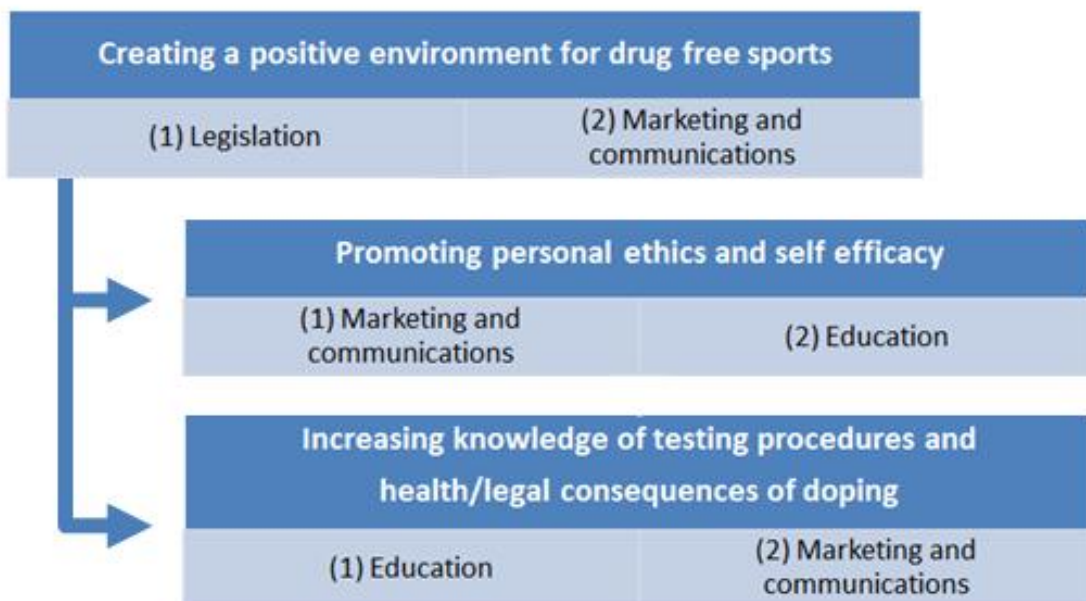 Creating a positive environment for drug free sports
(1) Legislation
(2) Marketing and
communications
Promoting personal ethics and self efficacy
(1) Marketing and
communications
(2) Education
Increasing knowledge of testing procedures and
health/legal consequences of doping
(1) Education
(2) Marketing and
communications